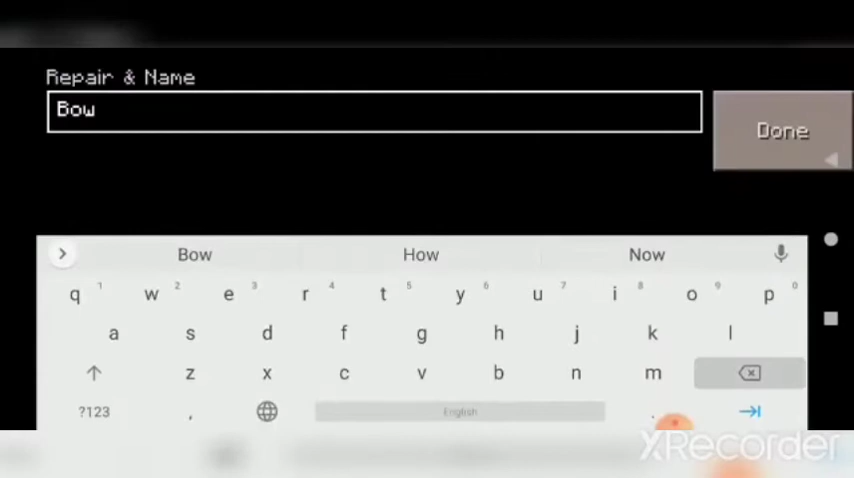 Repair & Name
Bow
Done
Bow How Now
q 1 w 2 e 3 r 4 t 5 y 6 u 7 i 8 o 9 p 0
a s d f g h j k l
z x c v b n m
?123 , English .
XRecorder